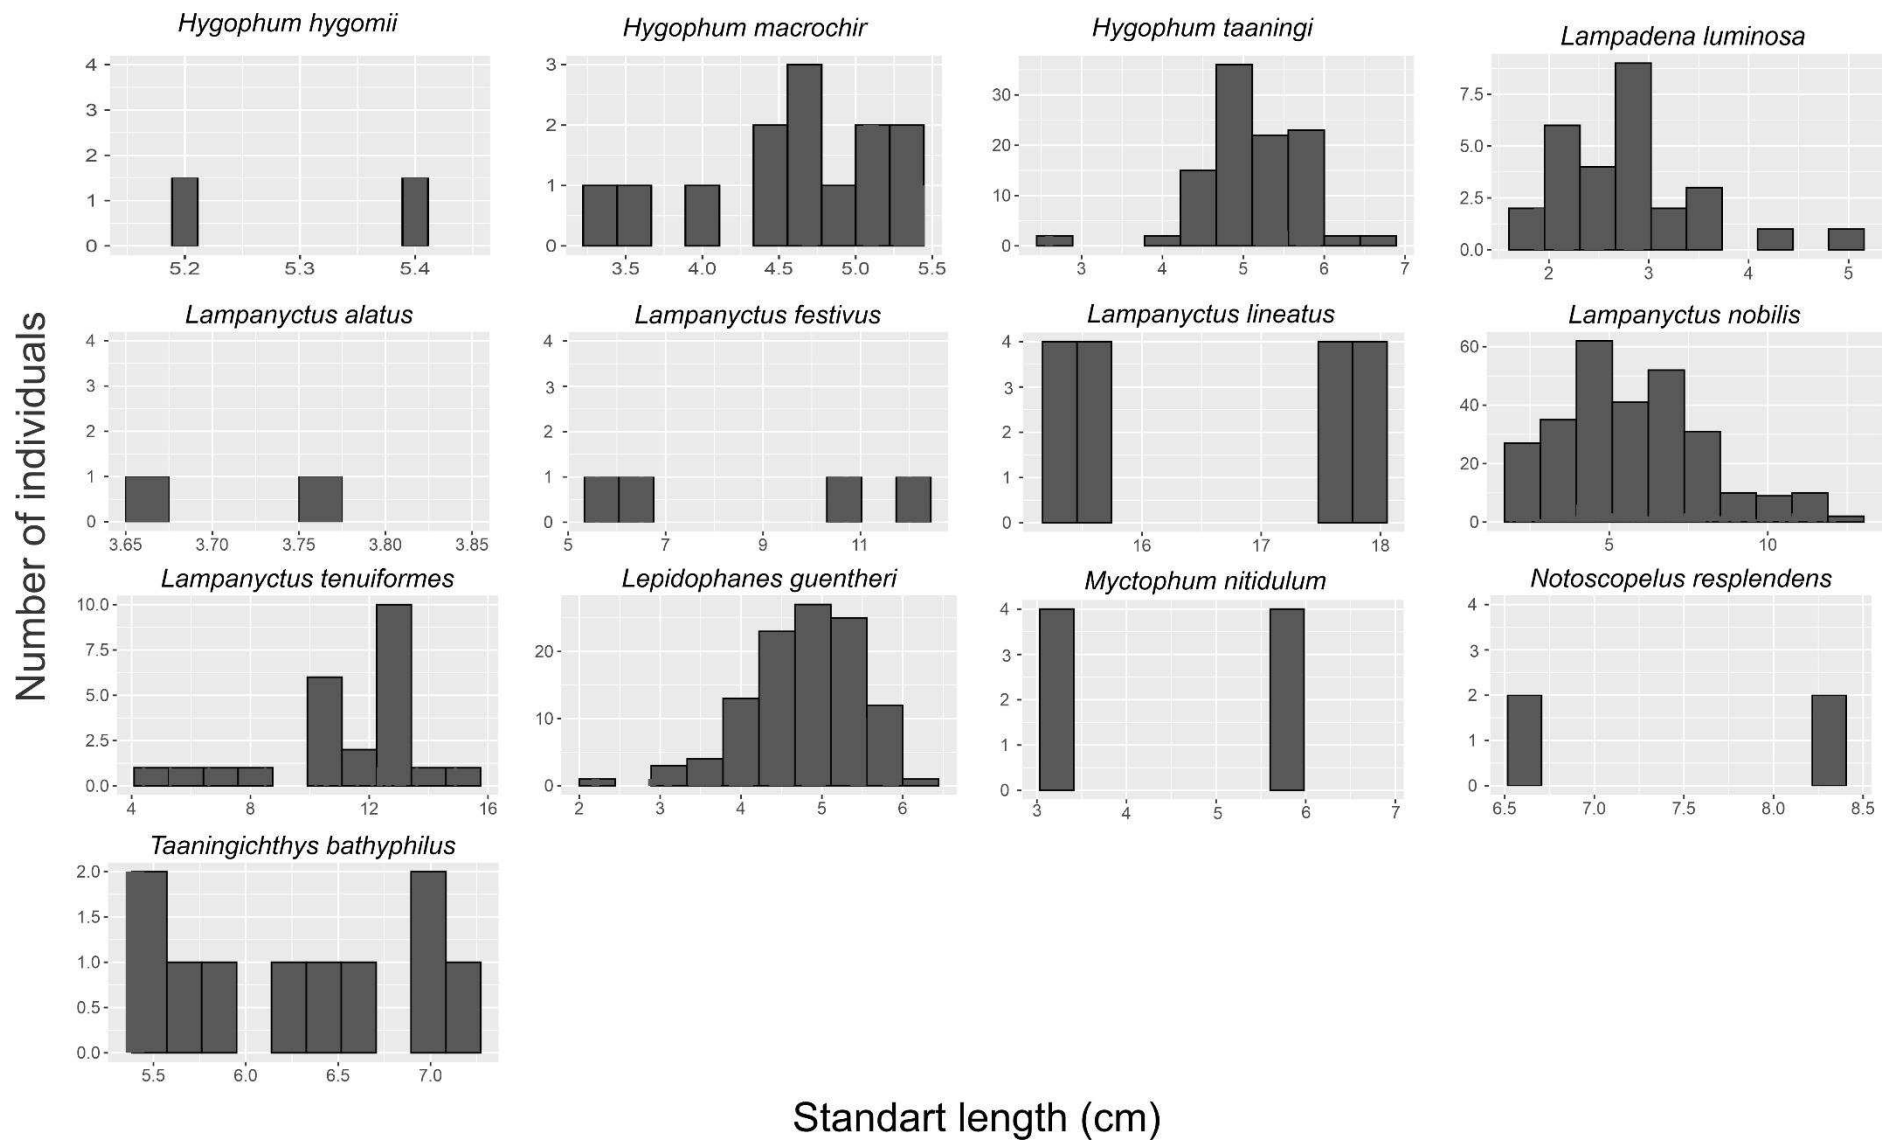 Hygophum hygomii
Hygophum macrochir
Hygophum taaningi
Lampadena luminosa
4
3
2
1
0
5.2 5.3 5.4
3
2
1
0
3.5 4.0 4.5 5.0 5.5
30
20
10
0
3 4 5 6 7
7.5
5.0
2.5
0.0
2 3 4 5
Number of individuals
Lampanyctus alatus
Lampanyctus festivus
Lampanyctus lineatus
Lampanyctus nobilis
4
3
2
1
0
3.65 3.70 3.75 3.80 3.85
4
3
2
1
0
5 7 9 11
4
3
2
1
0
16 17 18
60
40
20
0
5 10
Lampanyctus tenuiformes
Lepidophanes guentheri
Myctophum nitidulum
Notoscopelus resplendens
10.0
7.5
5.0
2.5
0.0
4 8 12 16
20
10
0
2 3 4 5 6
4
3
2
1
0
3 4 5 6 7
4
3
2
1
0
6.5 7.0 7.5 8.0 8.5
Taaningichthys bathyphilus
2.0
1.5
1.0
0.5
0.0
5.5 6.0 6.5 7.0
Standart length (cm)